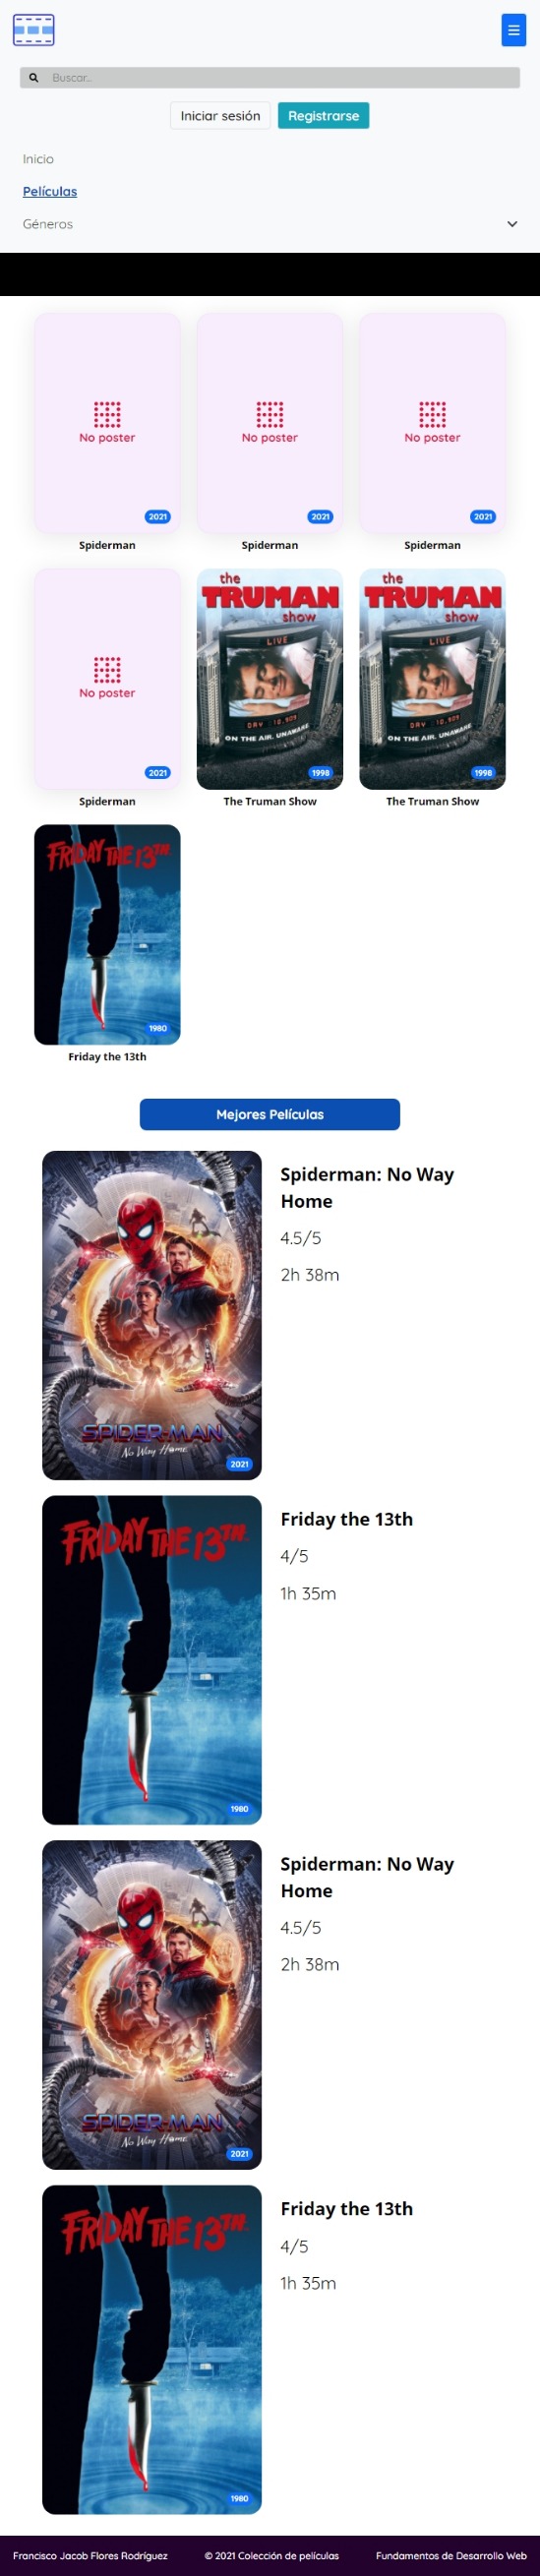 Buscar...
Iniciar sesión
Registrarse
Inicio
Películas
Géneros
No poster
No poster
No poster
2021
2021
2021
Spiderman
Spiderman
Spiderman
No poster
2021
Spiderman
the
TRUMAN
show
LIVE
DAY 10,909
ON THE AIR. UNAWARE
1998
The Truman Show
the
TRUMAN
show
LIVE
DAY 10,909
ON THE AIR. UNAWARE
1998
The Truman Show
FRIDAY THE 13TH
1980
Friday the 13th
Mejores Películas
SPIDER-MAN
No Way Home
2021
Spiderman: No Way
Home
4.5/5
2h 38m
FRIDAY THE 13TH
1980
Friday the 13th
4/5
1h 35m
SPIDER-MAN
No Way Home
2021
Spiderman: No Way
Home
4.5/5
2h 38m
FRIDAY THE 13TH
1980
Friday the 13th
4/5
1h 35m
Francisco Jacob Flores Rodríguez
© 2021 Colección de películas
Fundamentos de Desarrollo Web